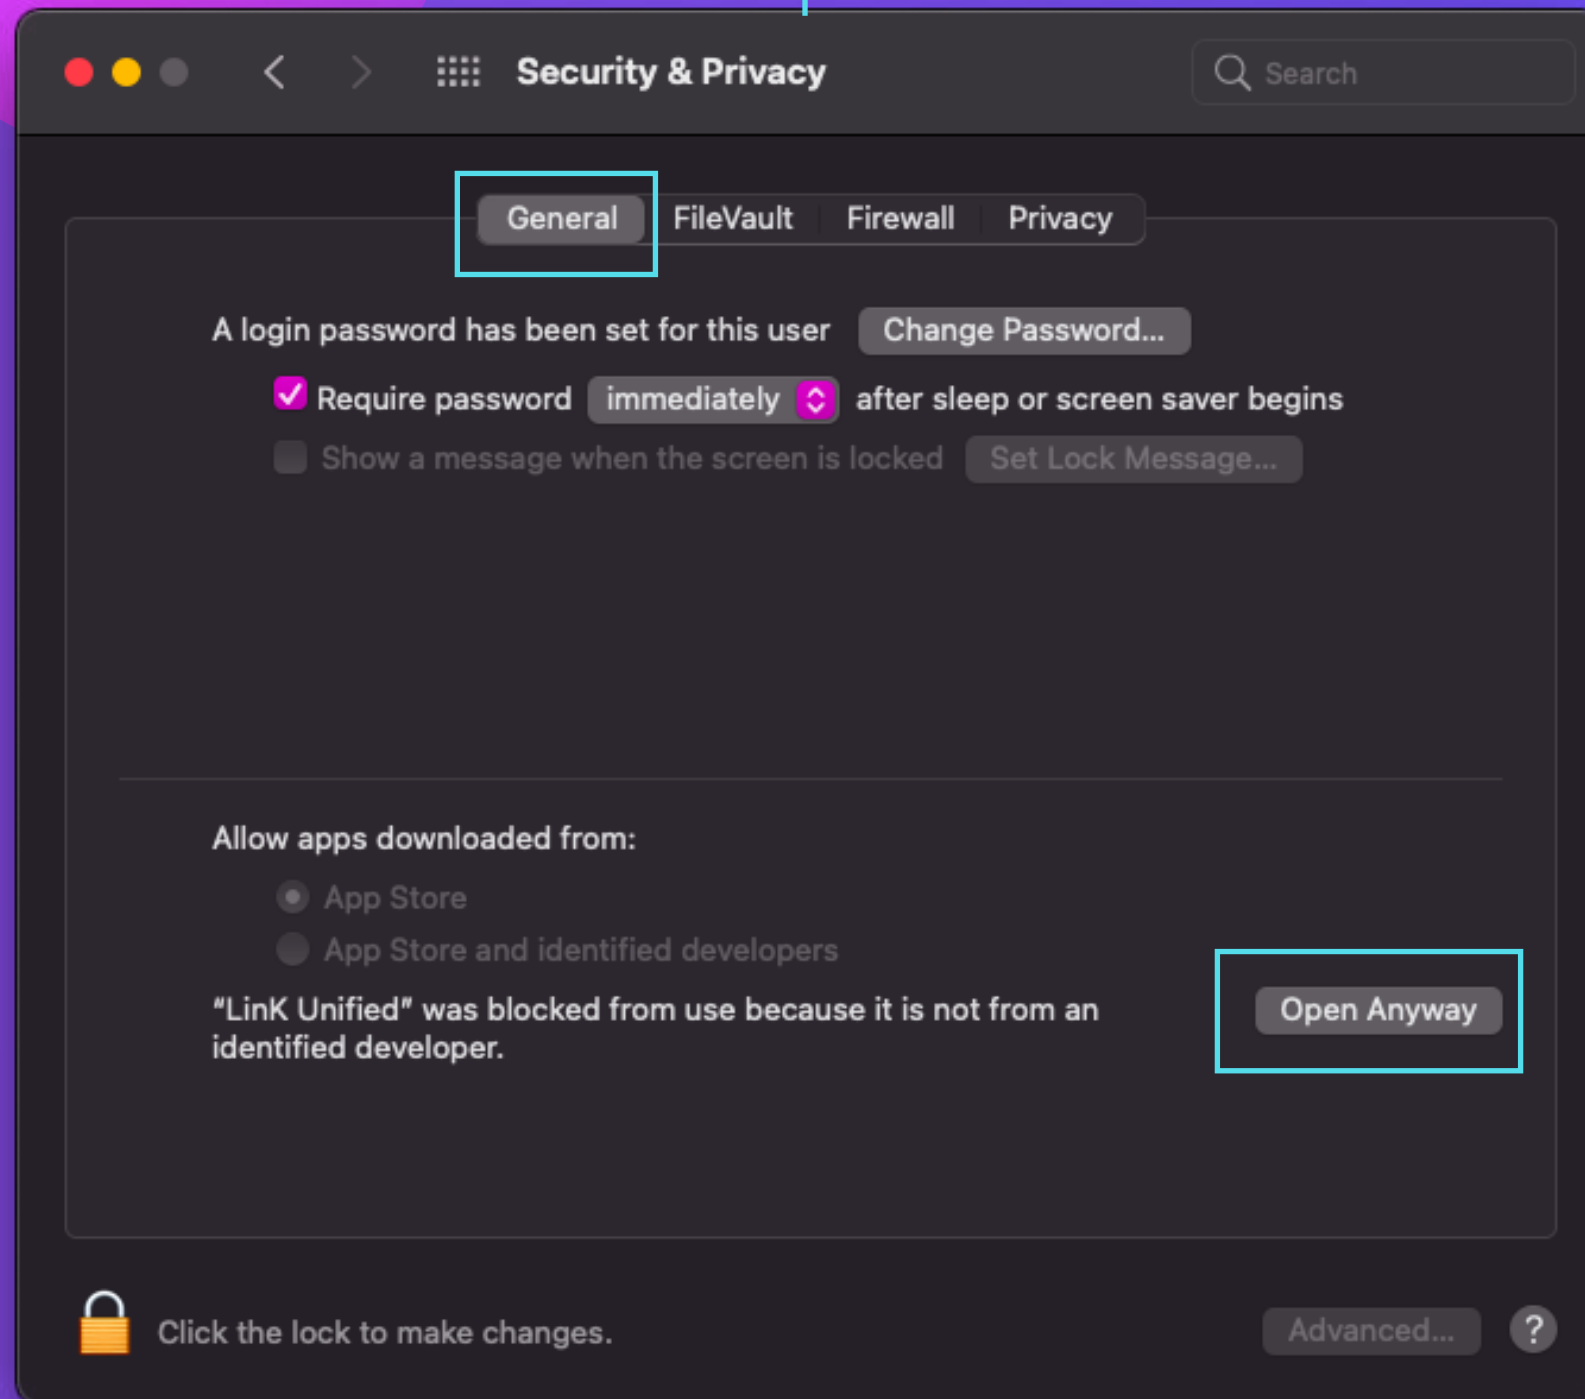 Security & Privacy
Search
General FileVault Firewall Privacy
A login password has been set for this user Change Password...
Require password immediately after sleep or screen saver begins
Show a message when the screen is locked Set Lock Message...
Allow apps downloaded from:
App Store
App Store and identified developers
“LinK Unified” was blocked from use because it is not from an
identified developer.
Open Anyway
Click the lock to make changes.
Advanced...
?